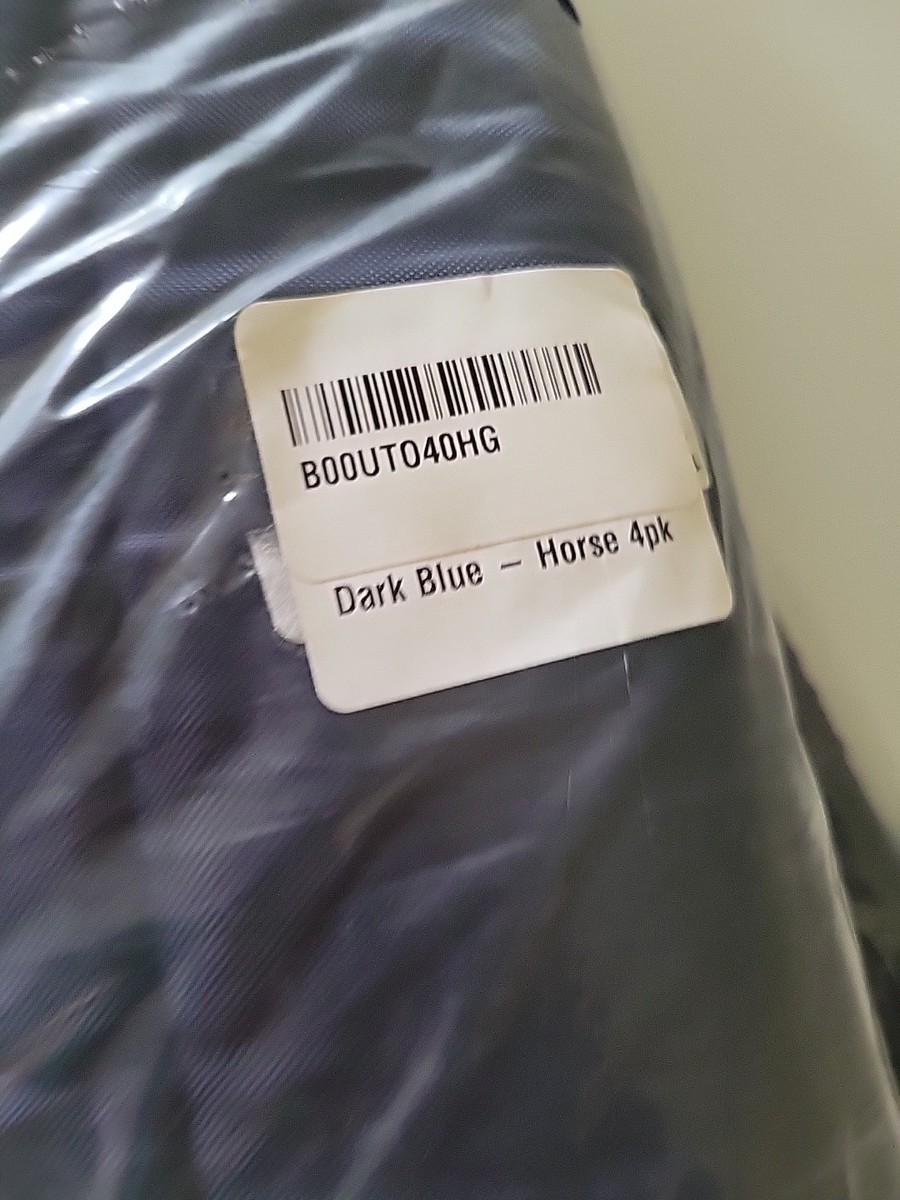 B00UTO40HG
Dark Blue – Horse 4pk